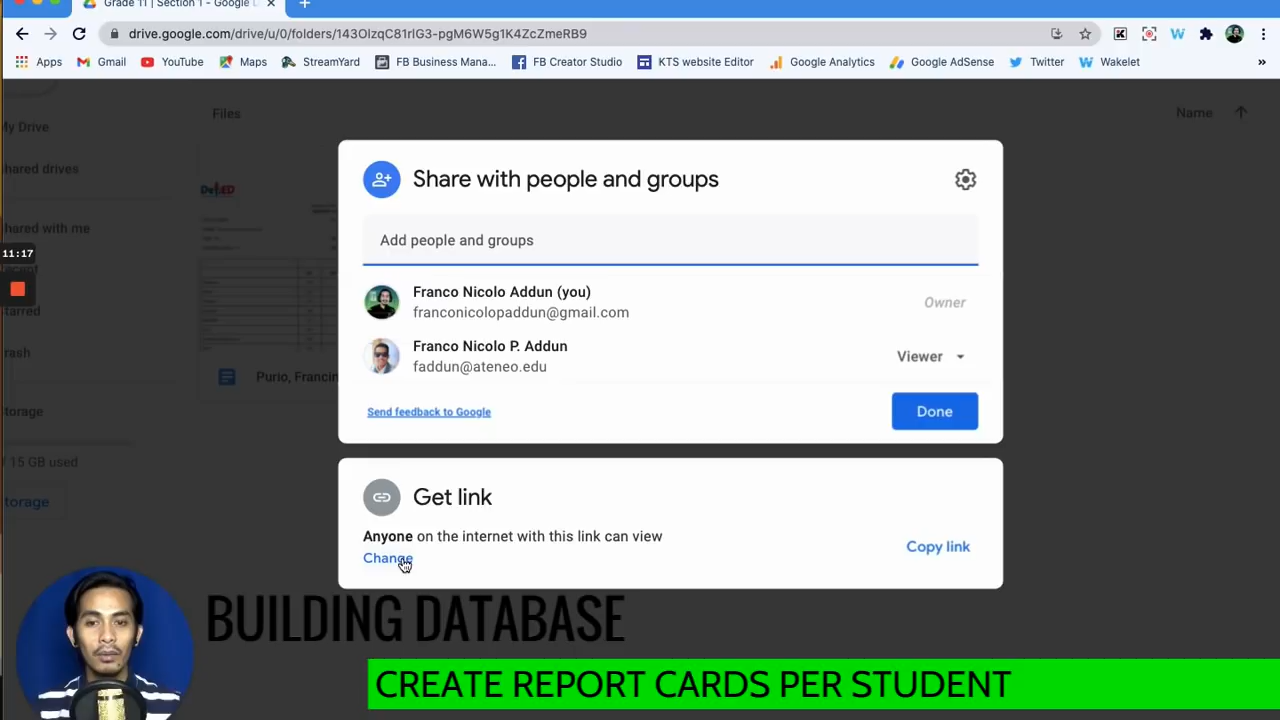 Grade 11 | Section 1 - Google
drive.google.com/drive/u/0/folders/143OlzqC81rlG3-pgM6W5g1K4ZcZmeRB9
Apps Gmail YouTube Maps StreamYard FB Business Mana... FB Creator Studio KTS website Editor Google Analytics Google AdSense Twitter Wakelet »
Files Name
My Drive
shared drives
shared with me
11:17
starred
rash
storage
15 GB used
storage
DepED
Purio, Francin
Share with people and groups
Add people and groups
Franco Nicolo Addun (you)
franconicolopaddun@gmail.com
Owner
Franco Nicolo P. Addun
faddun@ateneo.edu
Viewer
Send feedback to Google
Done
Get link
Anyone on the internet with this link can view
Change
Copy link
BUILDING DATABASE
CREATE REPORT CARDS PER STUDENT